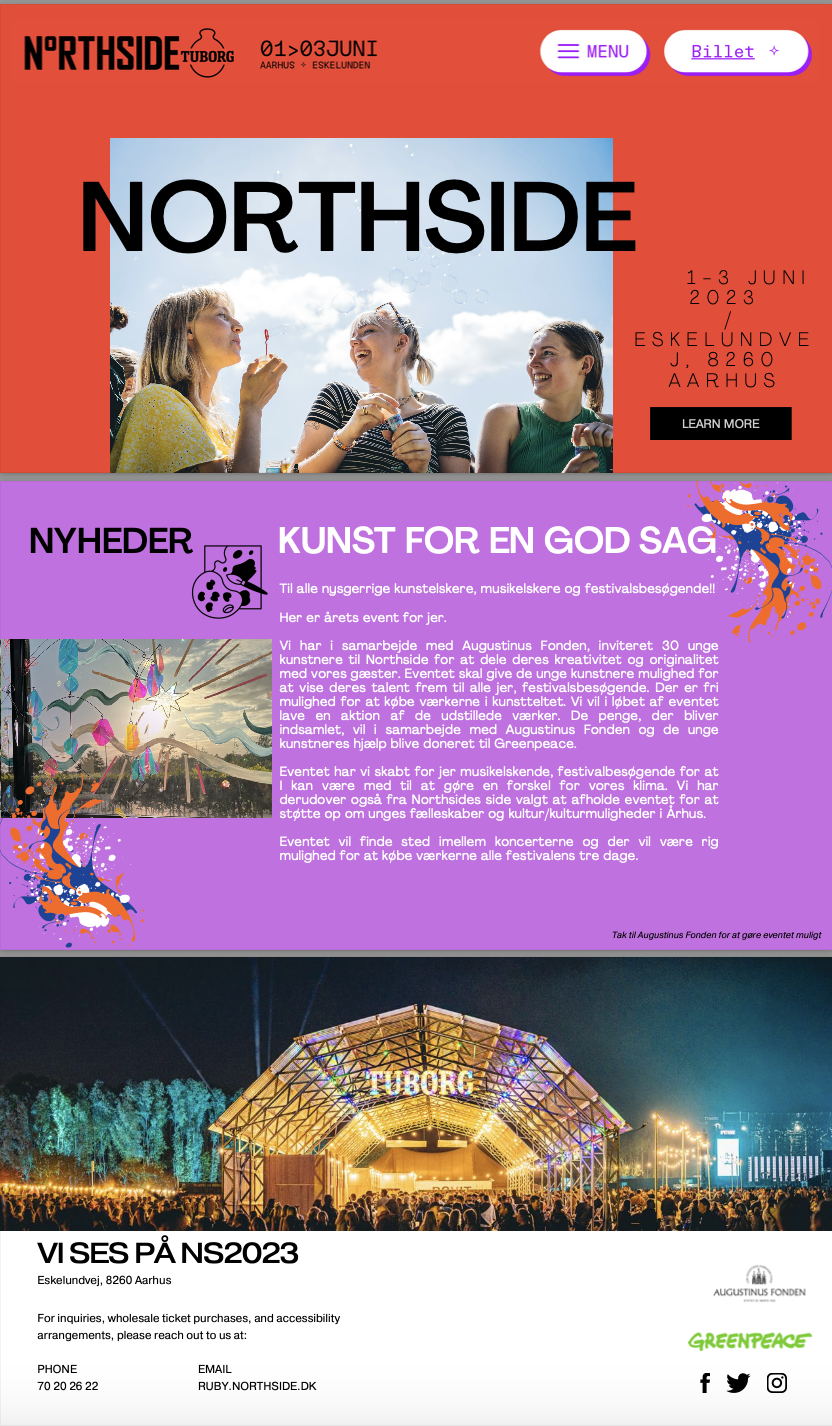 NORTHSIDE TUBORG
01>03JUNI
AARHUS ✧ ESKELUNDEN
MENU
Billet ✧
NORTHSIDE
1-3 JUNI
2023
/
ESKELUNDVE
J, 8260
AARHUS
LEARN MORE
NYHEDER
KUNST FOR EN GOD SAG
Til alle nysgerrige kunstelskere, musikelskere og festivalsbesøgende!!
Her er årets event for jer.
Vi har i samarbejde med Augustinus Fonden, inviteret 30 unge
kunstnere til Northside for at dele deres kreativitet og originalitet
med vores gæster. Eventet skal give de unge kunstnere mulighed for
at vise deres talent frem til alle jer, festivalsbesøgende. Der er fri
mulighed for at købe værkerne i kunstteltet. Vi vil i løbet af eventet
lave en aktion af de udstillede værker. De penge, der bliver
indsamlet, vil i samarbejde med Augustinus Fonden og de unge
kunstneres hjælp blive doneret til Greenpeace.
Eventet har vi skabt for jer musikelskende, festivalbesøgende for at
I kan være med til at gøre en forskel for vores klima. Vi har
derudover også fra Northsides side valgt at afholde eventet for at
støtte op om unges fælleskaber og kultur/kulturmuligheder i Århus.
Eventet vil finde sted imellem koncerterne og der vil være rig
mulighed for at købe værkerne alle festivalens tre dage.
Tak til Augustinus Fonden for at gøre eventet muligt
TUBORG
VI SES PÅ NS2023
Eskelundvej, 8260 Aarhus
For inquiries, wholesale ticket purchases, and accessibility
arrangements, please reach out to us at:
PHONE
70 20 26 22
EMAIL
RUBY.NORTHSIDE.DK
AUGUSTINUS FONDEN
GREENPEACE